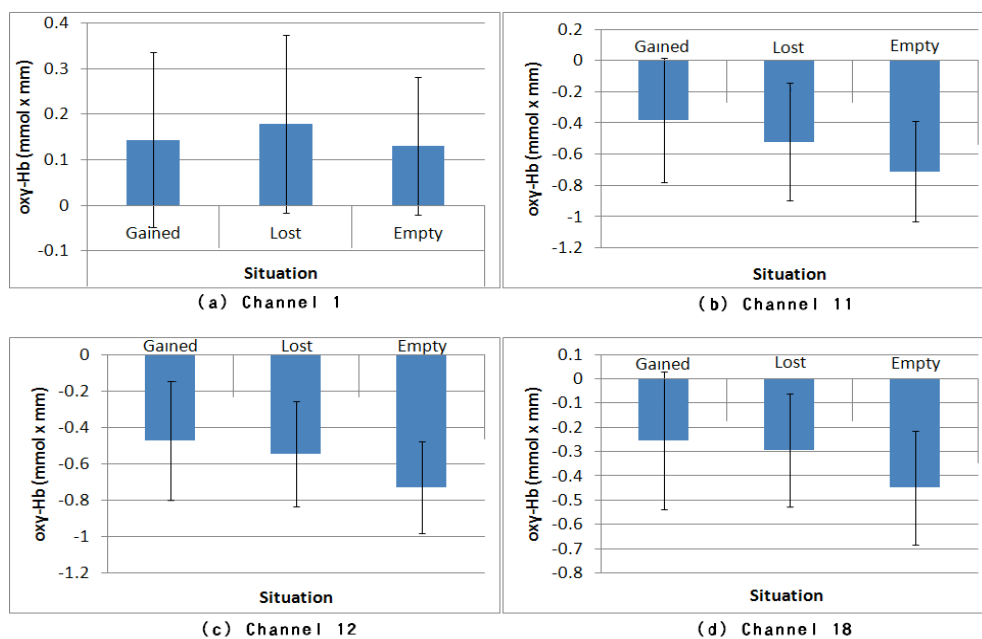 0.4
0.3
0.2
0.1
0
-0.1
oxy-Hb (mmol x mm)
Gained Lost Empty
Situation
(a) Channel 1
0.2
0
-0.2
-0.4
-0.6
-0.8
-1
-1.2
oxy-Hb (mmol x mm)
Gained Lost Empty
Situation
(b) Channel 11
0
-0.2
-0.4
-0.6
-0.8
-1
-1.2
oxy-Hb (mmol x mm)
Gained Lost Empty
Situation
(c) Channel 12
0.1
0
-0.1
-0.2
-0.3
-0.4
-0.5
-0.6
-0.7
-0.8
oxy-Hb (mmol x mm)
Gained Lost Empty
Situation
(d) Channel 18